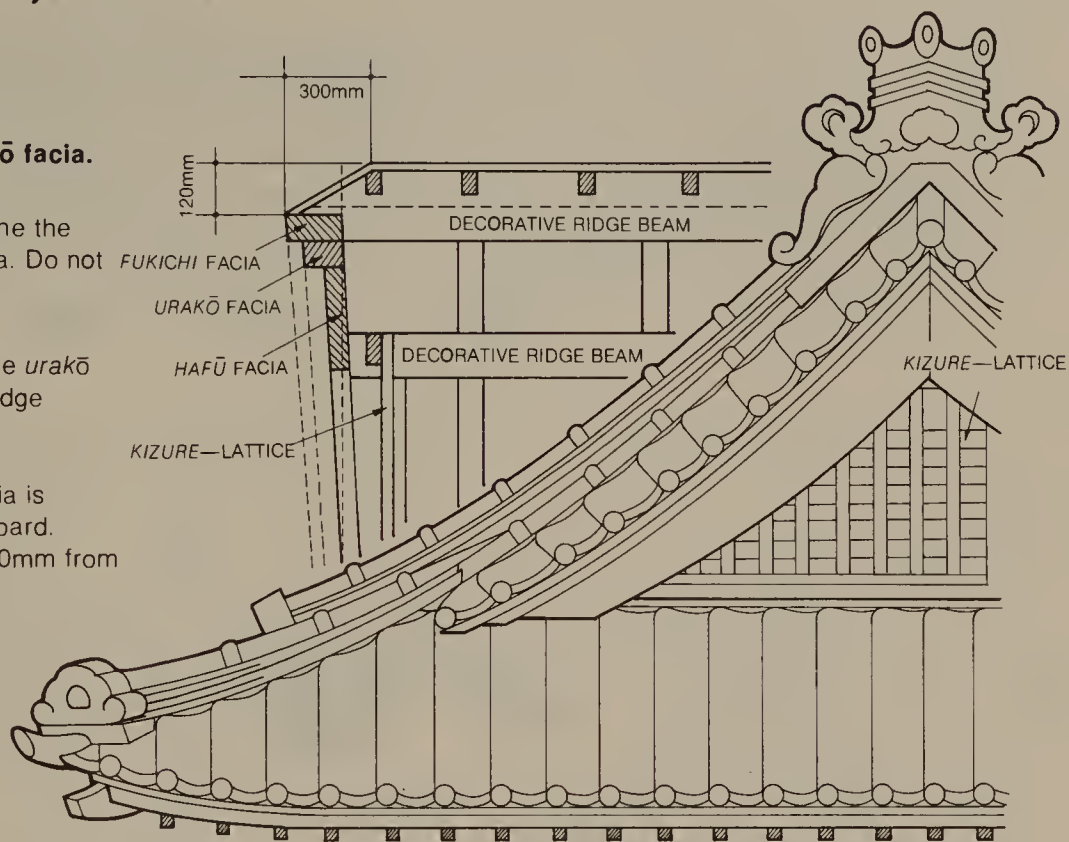 ō facia.
ne the
a. Do not
e urakō
dge
ia is
oard.
0mm from
300mm
120mm
DECORATIVE RIDGE BEAM
FUKICHI FACIA
URAKŌ FACIA
HAFŪ FACIA
DECORATIVE RIDGE BEAM
KIZURE—LATTICE
KIZURE—LATTICE